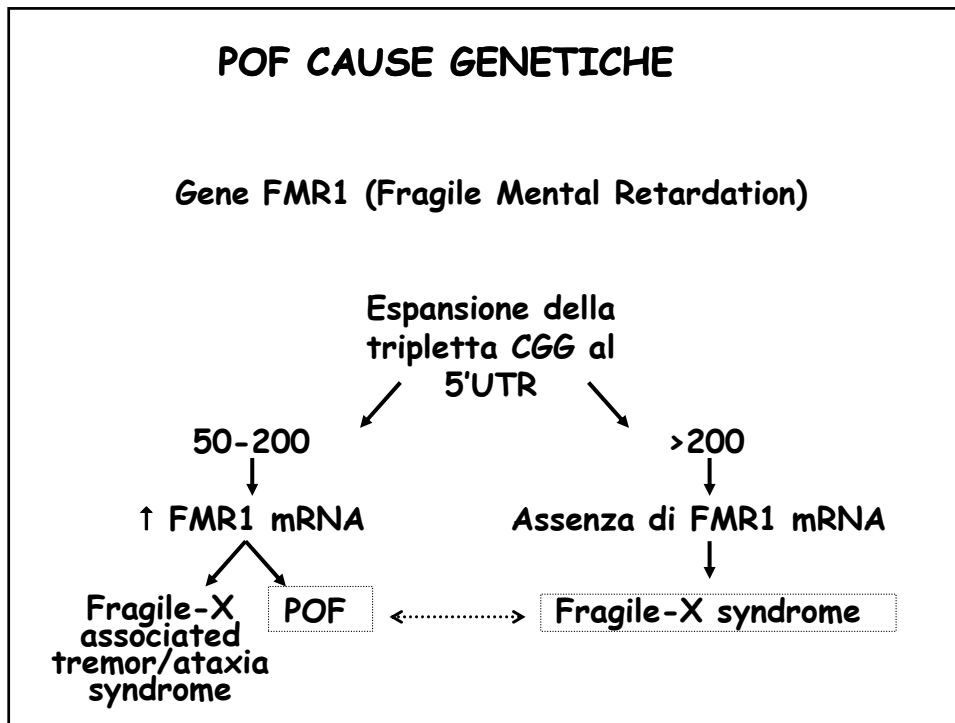 POF CAUSE GENETICHE
Gene FMR1 (Fragile Mental Retardation)
Espansione della
tripletta CGG al
5'UTR
50-200
>200
↑ FMR1 mRNA
Assenza di FMR1 mRNA
Fragile-X
associated
tremor/ataxia
syndrome
POF
Fragile-X syndrome